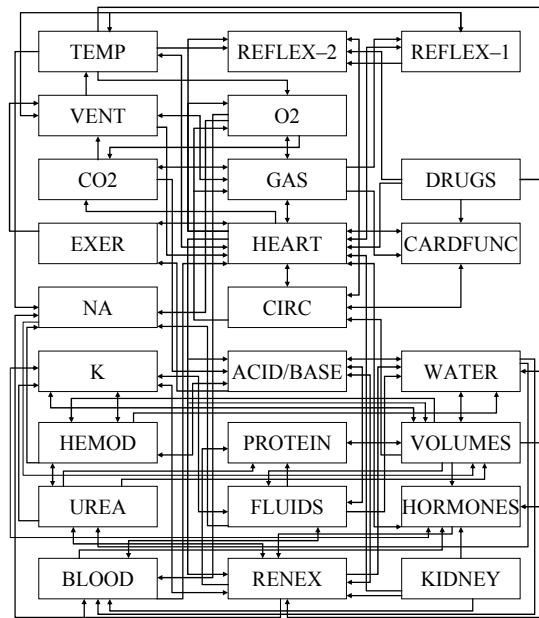 TEMP REFLEX–2 REFLEX–1
VENT O2
CO2 GAS DRUGS
EXER HEART CARDFUNC
NA CIRC
K ACID/BASE WATER
HEMOD PROTEIN VOLUMES
UREA FLUIDS HORMONES
BLOOD RENEX KIDNEY